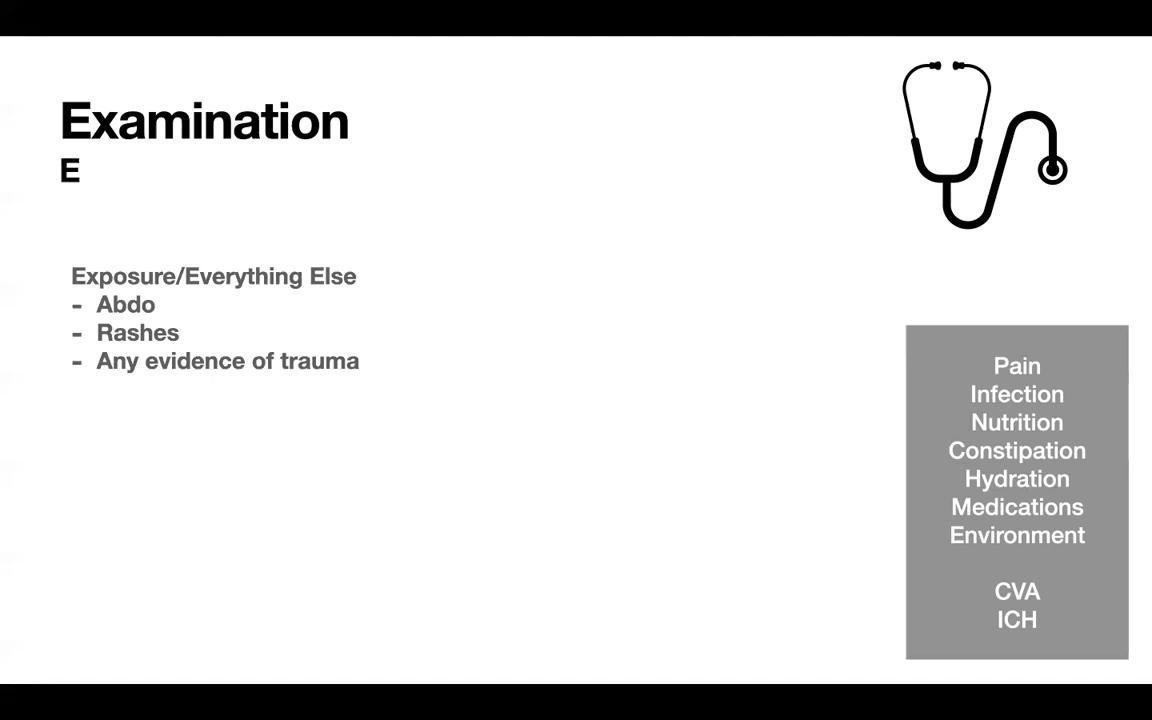 Examination
E
Exposure/Everything Else
- Abdo
- Rashes
- Any evidence of trauma
Pain
Infection
Nutrition
Constipation
Hydration
Medications
Environment
CVA
ICH